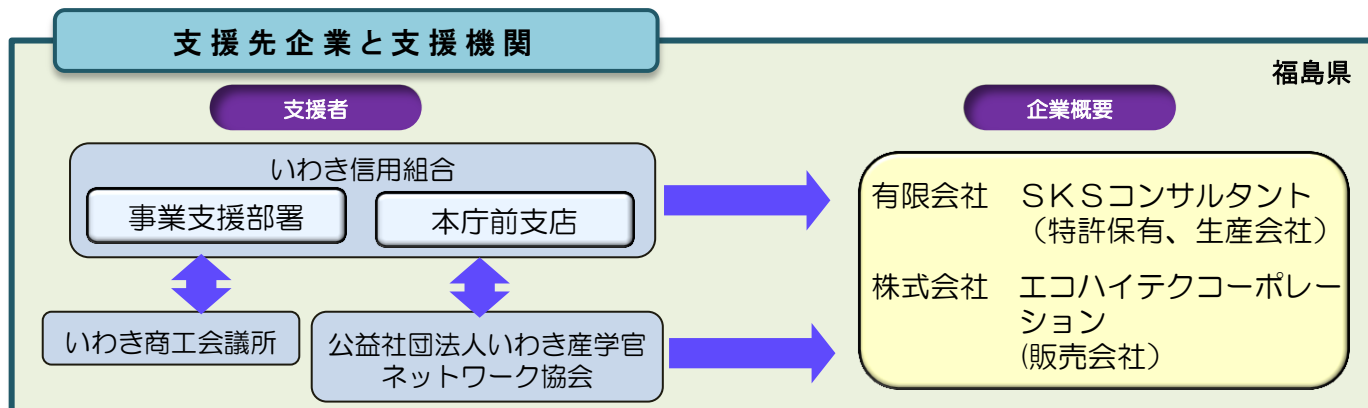 支援先企業と支援機関
福島県
支援者
いわき信用組合
事業支援部署
本庁前支店
いわき商工会議所
公益社団法人いわき産学官
ネットワーク協会
企業概要
有限会社　ＳＫＳコンサルタント
（特許保有、生産会社）
株式会社　エコハイテクコーポレー
ション
(販売会社）